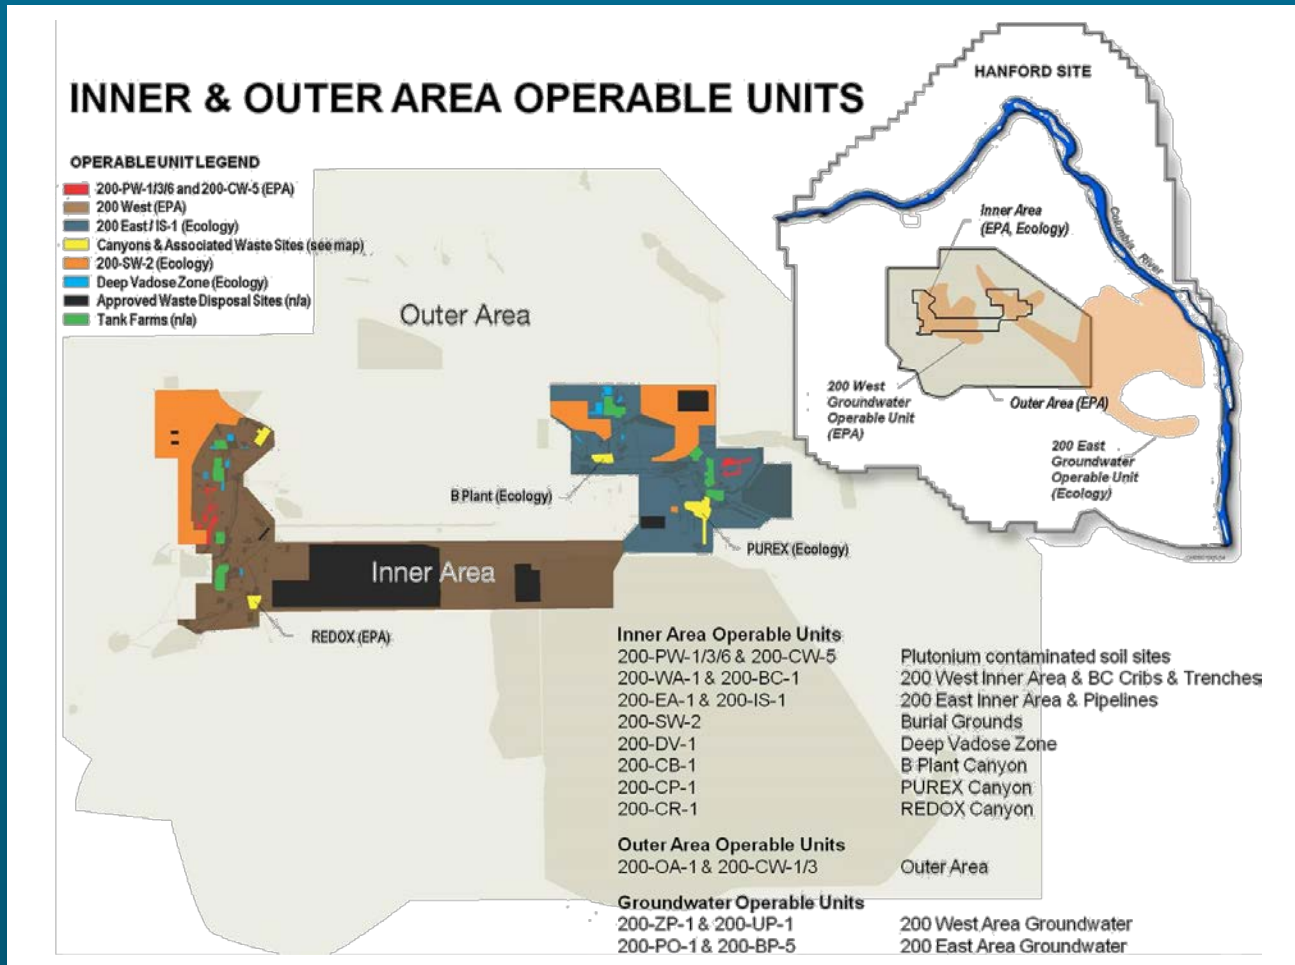 INNER & OUTER AREA OPERABLE UNITS
OPERABLE UNIT LEGEND
200-PW-1/3/6 and 200-CW-5 (EPA)
200 West (EPA)
200 East / IS-1 (Ecology)
Canyons & Associated Waste Sites (see map)
200-SW-2 (Ecology)
Deep Vadose Zone (Ecology)
Approved Waste Disposal Sites (n/a)
Tank Farms (n/a)
HANFORD SITE
Inner Area
(EPA, Ecology)
Columbia River
200 West
Groundwater
Operable Unit
(EPA)
Outer Area (EPA)
200 East
Groundwater
Operable Unit
(Ecology)
Outer Area
B Plant (Ecology)
PUREX (Ecology)
Inner Area
REDOX (EPA)
Inner Area Operable Units
200-PW-1/3/6 & 200-CW-5 Plutonium contaminated soil sites
200-WA-1 & 200-BC-1 200 West Inner Area & BC Cribs & Trenches
200-EA-1 & 200-IS-1 200 East Inner Area & Pipelines
200-SW-2 Burial Grounds
200-DV-1 Deep Vadose Zone
200-CB-1 B Plant Canyon
200-CP-1 PUREX Canyon
200-CR-1 REDOX Canyon
Outer Area Operable Units
200-OA-1 & 200-CW-1/3 Outer Area
Groundwater Operable Units
200-ZP-1 & 200-UP-1 200 West Area Groundwater
200-PO-1 & 200-BP-5 200 East Area Groundwater